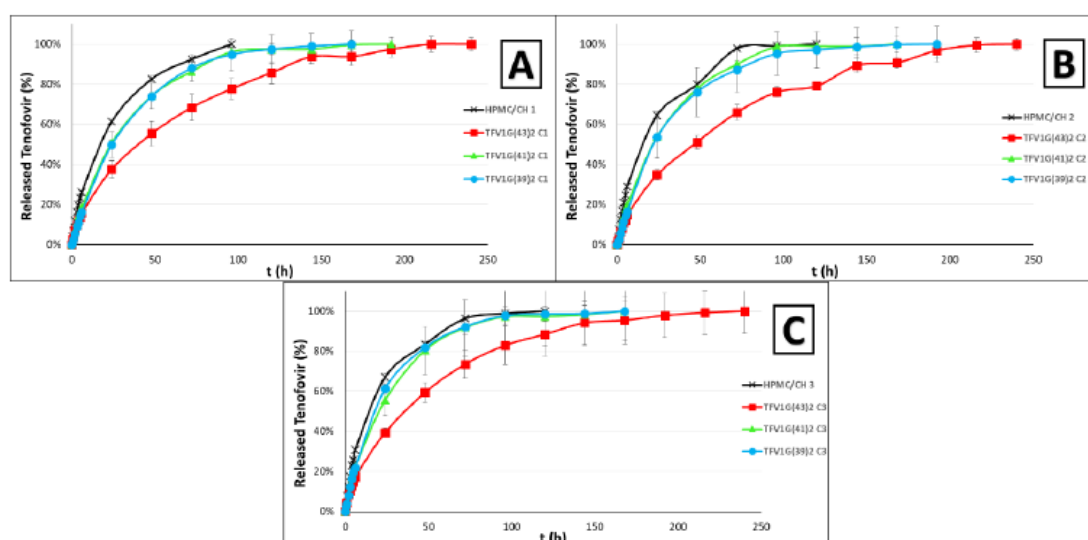 A
Released Tenofovir (%)
100%
80%
60%
40%
20%
0%
0
50
100
150
200
250
t (h)
HPMC/CH 1
TFV1G(43)2 C1
TFV1G(41)2 C1
TFV1G(39)2 C1
B
Released Tenofovir (%)
100%
80%
60%
40%
20%
0%
0
50
100
150
200
250
t (h)
HPMC/CH 2
TFV1G(43)2 C2
TFV1G(41)2 C2
TFV1G(39)2 C2
C
Released Tenofovir (%)
100%
80%
60%
40%
20%
0%
0
50
100
150
200
250
t (h)
HPMC/CH 3
TFV1G(43)2 C3
TFV1G(41)2 C3
TFV1G(39)2 C3